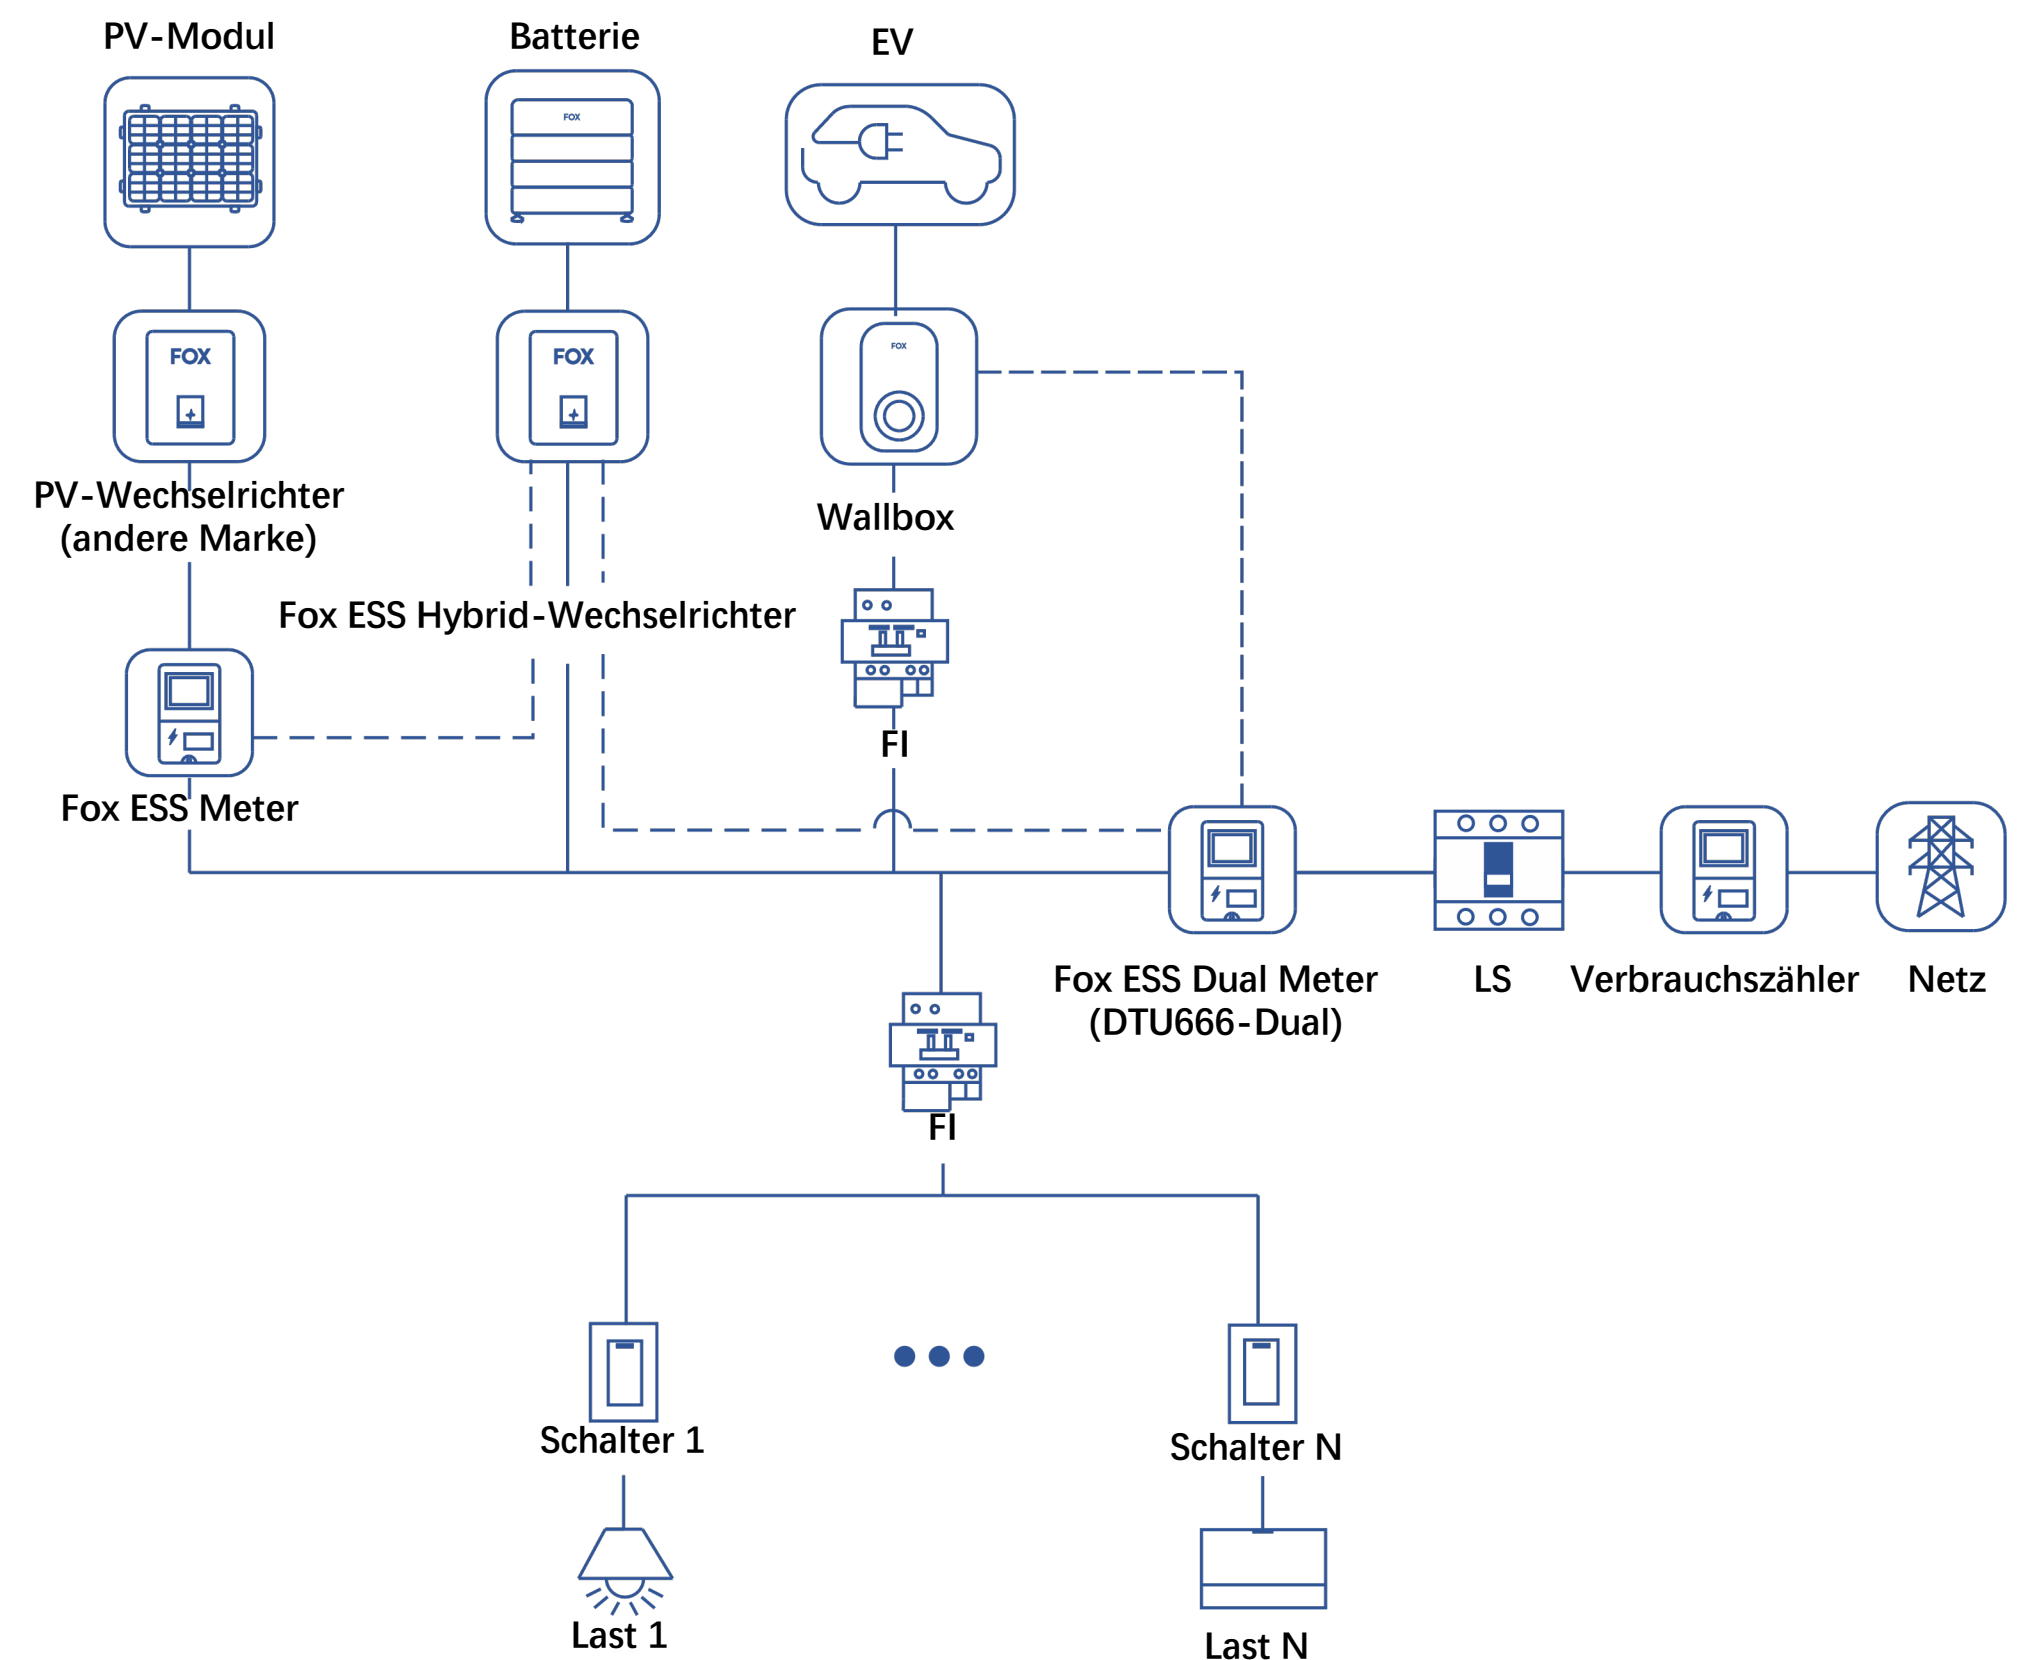 PV-Modul
Batterie
EV
FOX
FOX
FOX
FOX
PV-Wechselrichter
(andere Marke)
Wallbox
Fox ESS Hybrid-Wechselrichter
FI
Fox ESS Meter
Fox ESS Dual Meter
(DTU666-Dual)
LS
Verbrauchszähler
Netz
FI
Schalter 1
Schalter N
Last 1
Last N